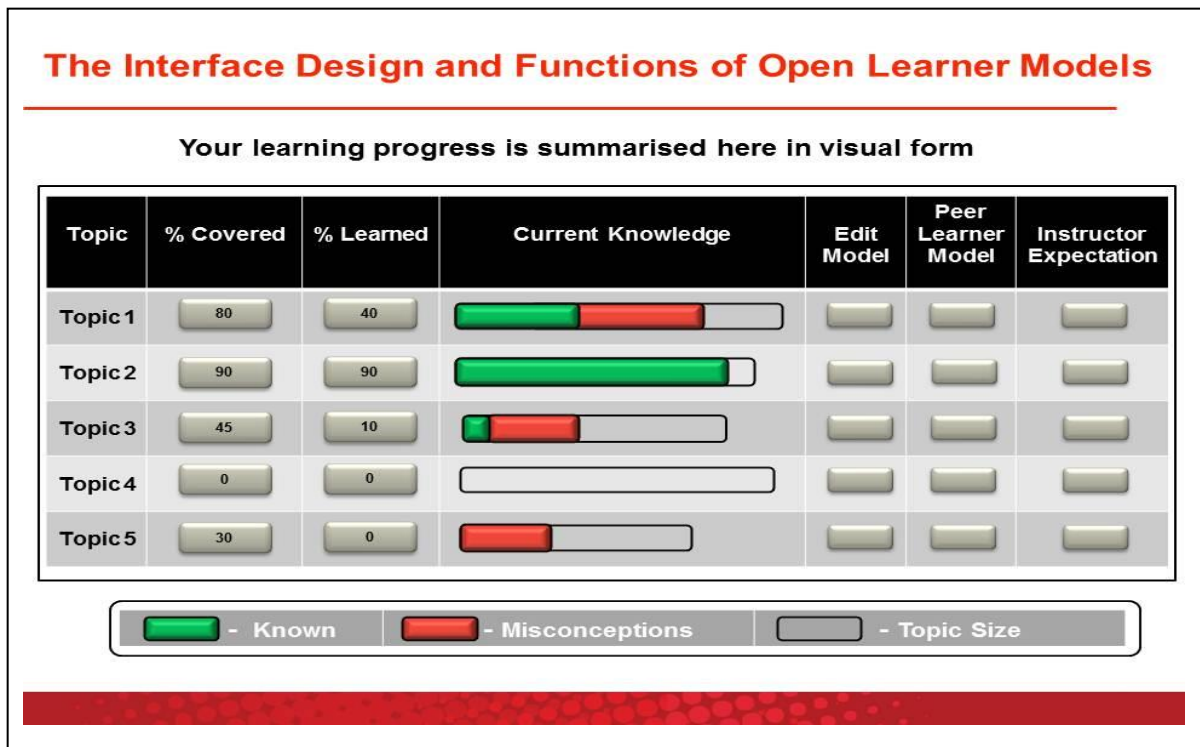 The Interface Design and Functions of Open Learner Models
Your learning progress is summarised here in visual form
Topic % Covered % Learned Current Knowledge Edit Model Peer Learner Model Instructor Expectation
Topic 1 80 40
Topic 2 90 90
Topic 3 45 10
Topic 4 0 0
Topic 5 30 0
- Known - Misconceptions - Topic Size